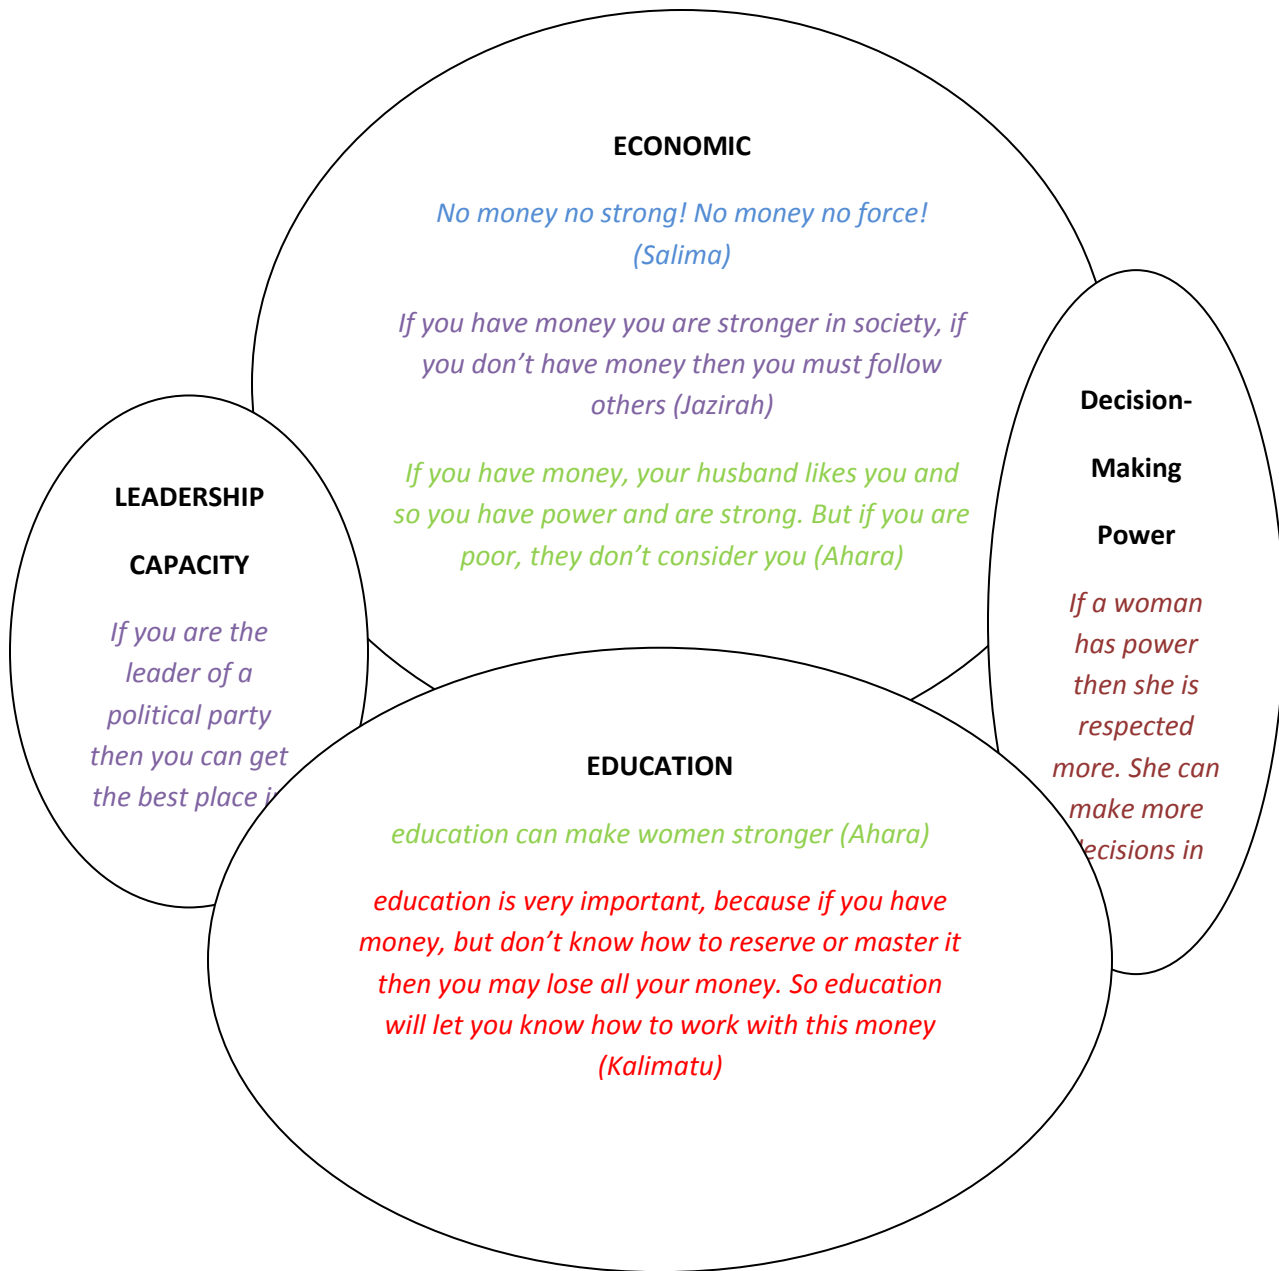 ECONOMIC
No money no strong! No money no force!
(Salima)
If you have money you are stronger in society, if
you don’t have money then you must follow
others (Jazirah)
If you have money, your husband likes you and
so you have power and are strong. But if you are
poor, they don’t consider you (Ahara)
LEADERSHIP
CAPACITY
If you are the
leader of a
political party
then you can get
the best place
Decision-
Making
Power
If a woman
has power
then she is
respected
more. She can
make more
decisions in
EDUCATION
education can make women stronger (Ahara)
education is very important, because if you have
money, but don’t know how to reserve or master it
then you may lose all your money. So education
will let you know how to work with this money
(Kalimatu)